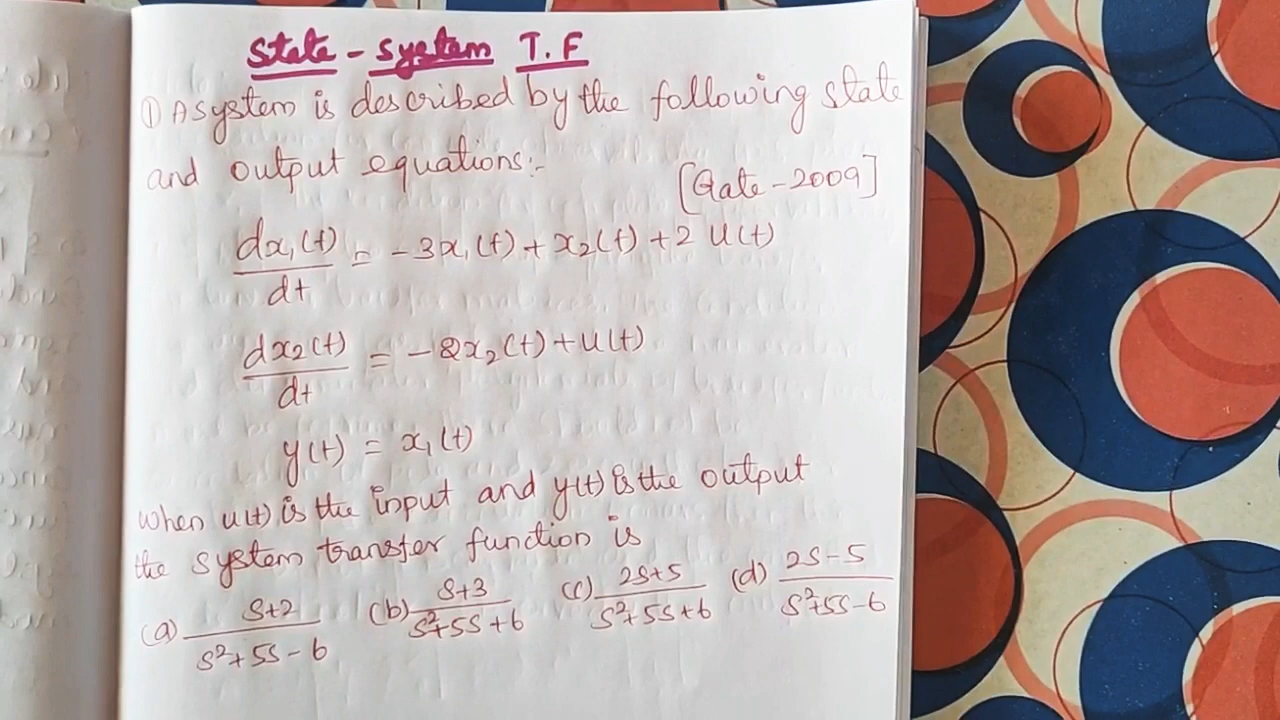 State - system T.F
① A system is described by the following state
and output equations:-
[Gate - 2009]
dx₁(t)/dt = -3x₁(t) + x₂(t) + 2 u(t)
dx₂(t)/dt = -2x₂(t) + u(t)
y(t) = x₁(t)
when u(t) is the input and y(t) is the output
the system transfer function is
(a) s+2/s²+5s-6 (b) s+3/s²+5s+6 (c) 2s+5/s²+5s+6 (d) 2s-5/s²+5s-6